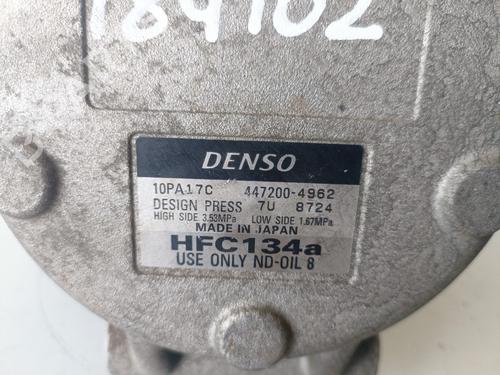 184102
DENSO
10PA17C 447200-4962
DESIGN PRESS 7U 8724
HIGH SIDE 3.53MPa LOW SIDE 1.67MPa
MADE IN JAPAN
HFC134a
USE ONLY ND-OIL 8